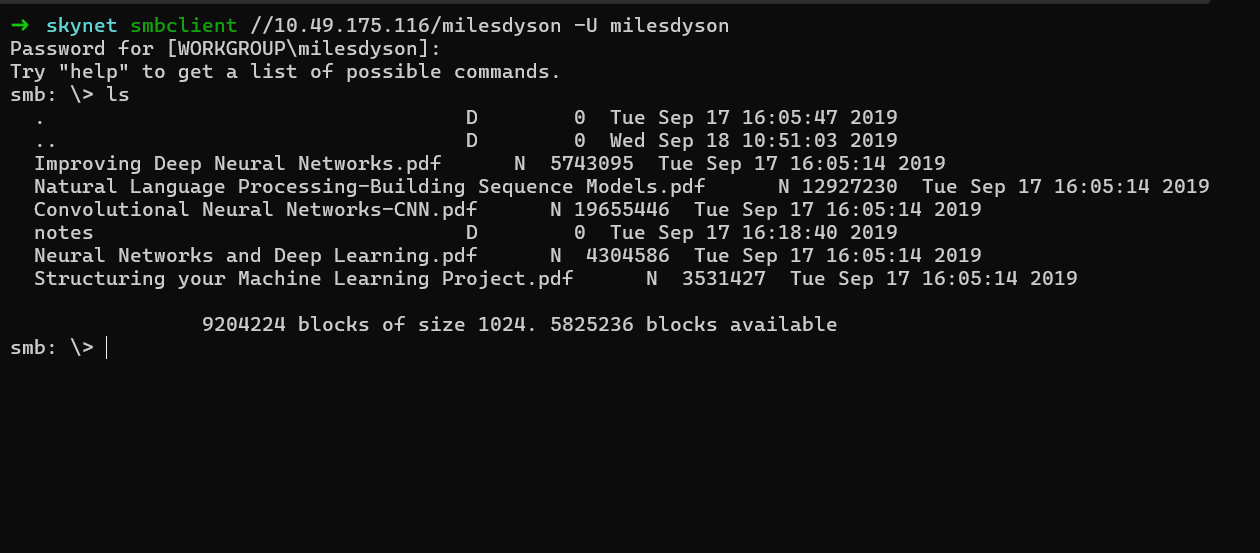 ➜ skynet smbclient //10.49.175.116/milesdyson -U milesdyson
Password for [WORKGROUP\milesdyson]:
Try "help" to get a list of possible commands.
smb: \> ls
  .                                   D        0  Tue Sep 17 16:05:47 2019
  ..                                  D        0  Wed Sep 18 10:51:03 2019
  Improving Deep Neural Networks.pdf      N  5743095  Tue Sep 17 16:05:14 2019
  Natural Language Processing-Building Sequence Models.pdf      N 12927230  Tue Sep 17 16:05:14 2019
  Convolutional Neural Networks-CNN.pdf      N 19655446  Tue Sep 17 16:05:14 2019
  notes                               D        0  Tue Sep 17 16:18:40 2019
  Neural Networks and Deep Learning.pdf      N  4304586  Tue Sep 17 16:05:14 2019
  Structuring your Machine Learning Project.pdf      N  3531427  Tue Sep 17 16:05:14 2019
                9204224 blocks of size 1024. 5825236 blocks available
smb: \>